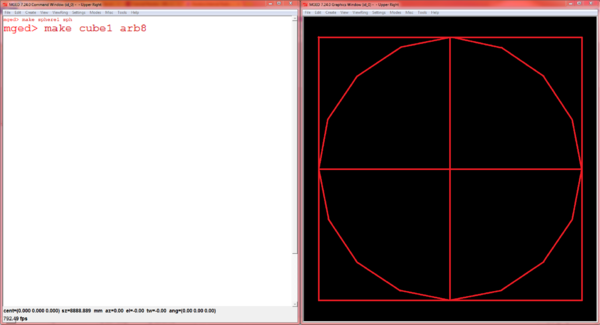 MGED 7.24.0 Command Window (id_0) - - Upper Right
File Edit Create View ViewRing Settings Modes Misc Tools Help
mged> make sphere1 sph
mged> make cube1 arb8
cent=(0.000 0.000 0.000) sz=8888.889 mm az=0.00 el=-0.00 tw=-0.00 ang=(0.00 0.00 0.00)
792.49 fps
MGED 7.24.0 Graphics Window (id_0) - - Upper Right
File Edit Create View ViewRing Settings Modes Misc Tools Help